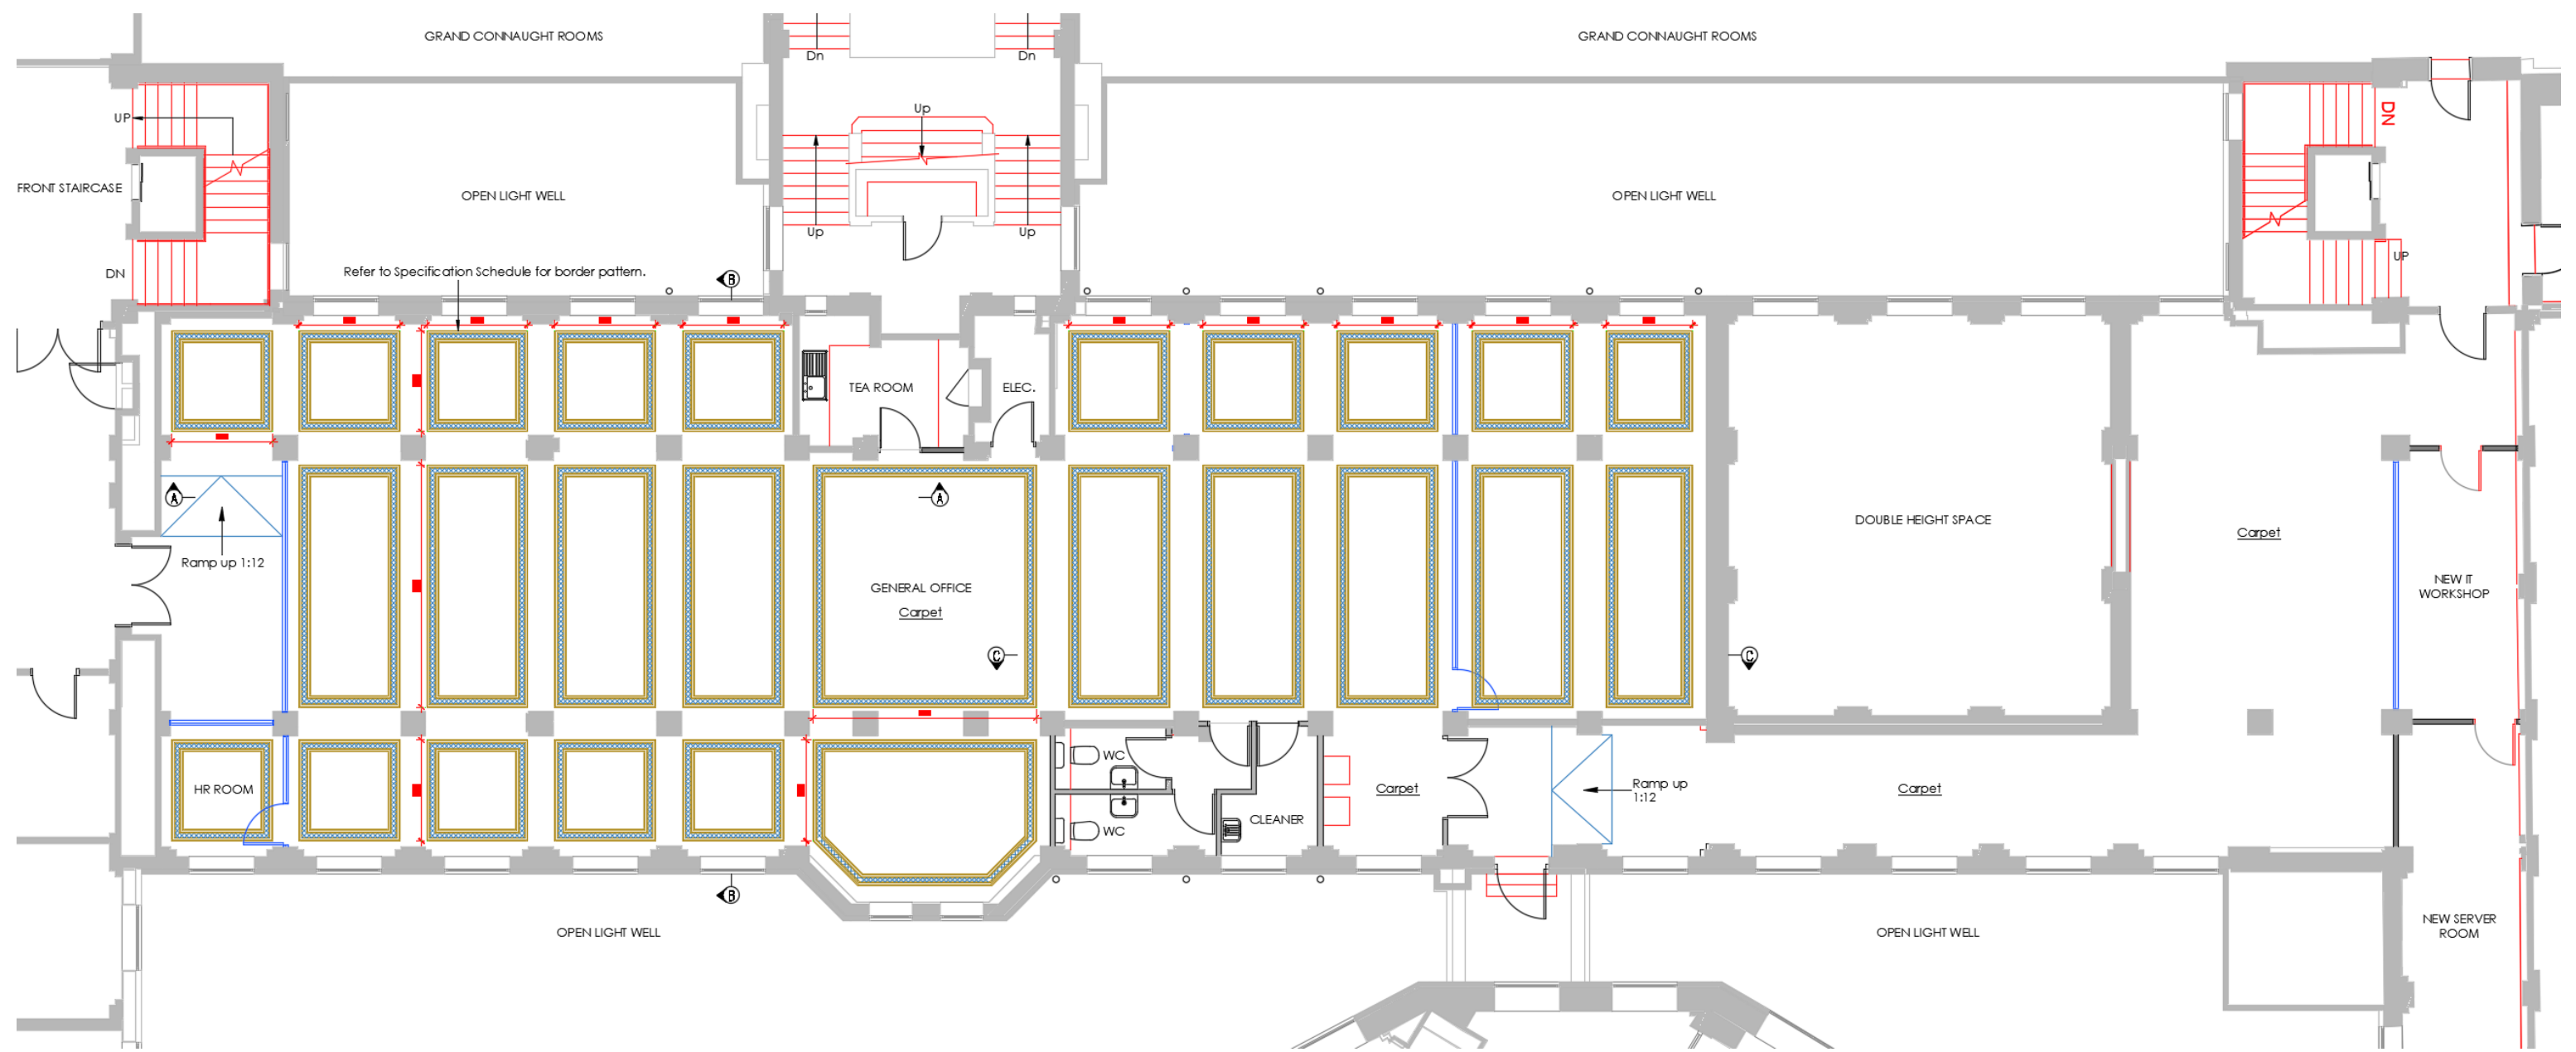 GRAND CONNAUGHT ROOMS
GRAND CONNAUGHT ROOMS
Dn
Dn
Up
UP
DN
FRONT STAIRCASE
OPEN LIGHT WELL
OPEN LIGHT WELL
Up
Up
UP
DN
Refer to Specification Schedule for border pattern.
B
TEA ROOM
ELEC.
A
A
Ramp up 1:12
GENERAL OFFICE
Carpet
DOUBLE HEIGHT SPACE
Carpet
NEW IT
WORKSHOP
C
C
HR ROOM
WC
WC
CLEANER
Carpet
Ramp up
1:12
Carpet
B
OPEN LIGHT WELL
OPEN LIGHT WELL
NEW SERVER
ROOM